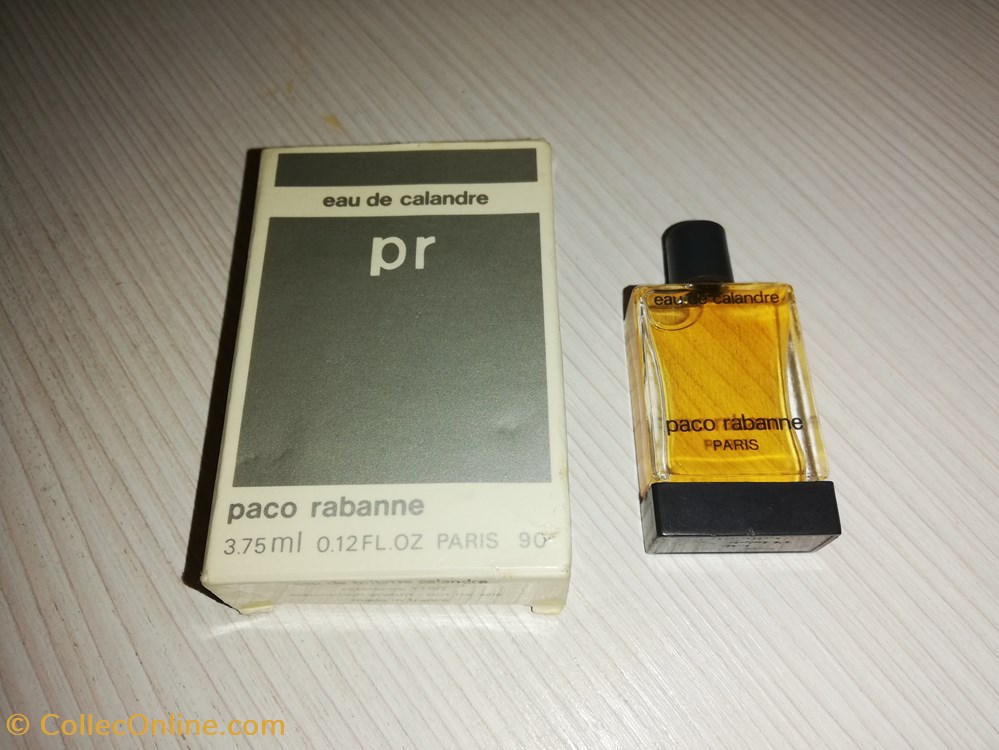 eau de calandre
pr
paco rabanne
3.75ml 0.12FL.OZ PARIS 90°
calandre
eau de calandre
paco rabanne
PARIS
© CollecOnline.com